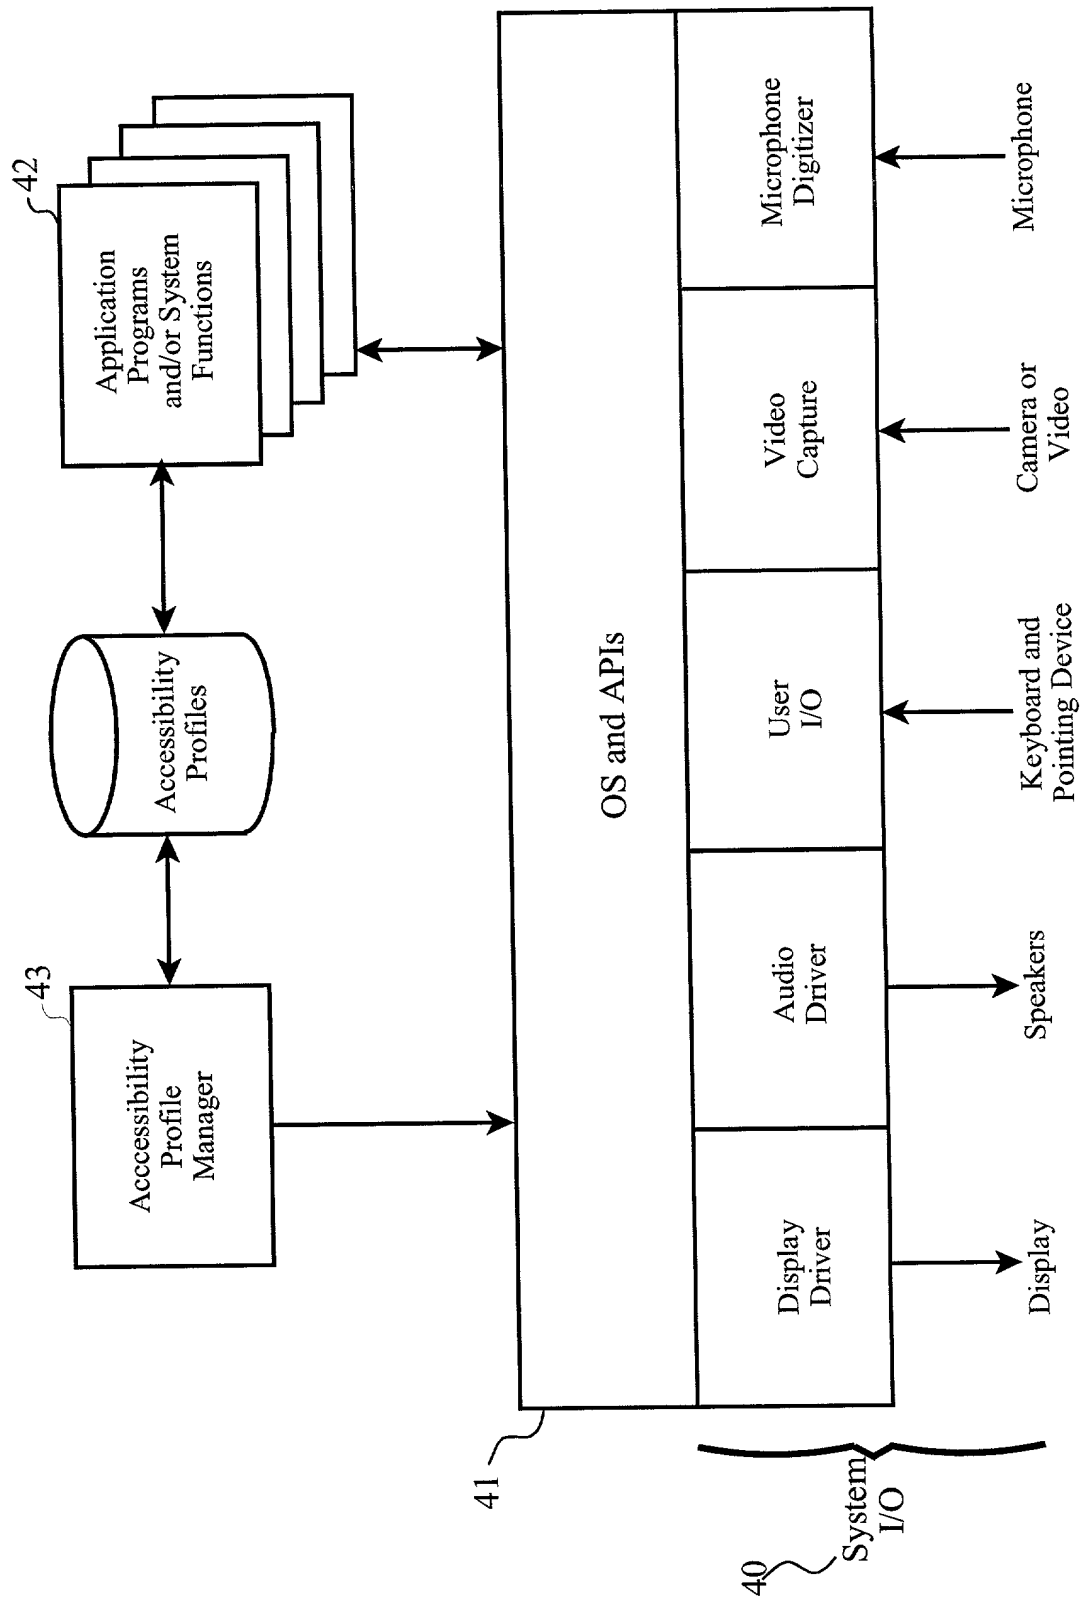 43
Acccessibility
Profile
Manager
Accessibility
Profiles
42
Application
Programs
and/or System
Functions
41
OS and APIs
Display
Driver
Audio
Driver
User
I/O
Video
Capture
Microphone
Digitizer
40
System
I/O
Display
Speakers
Keyboard and
Pointing Device
Camera or
Video
Microphone